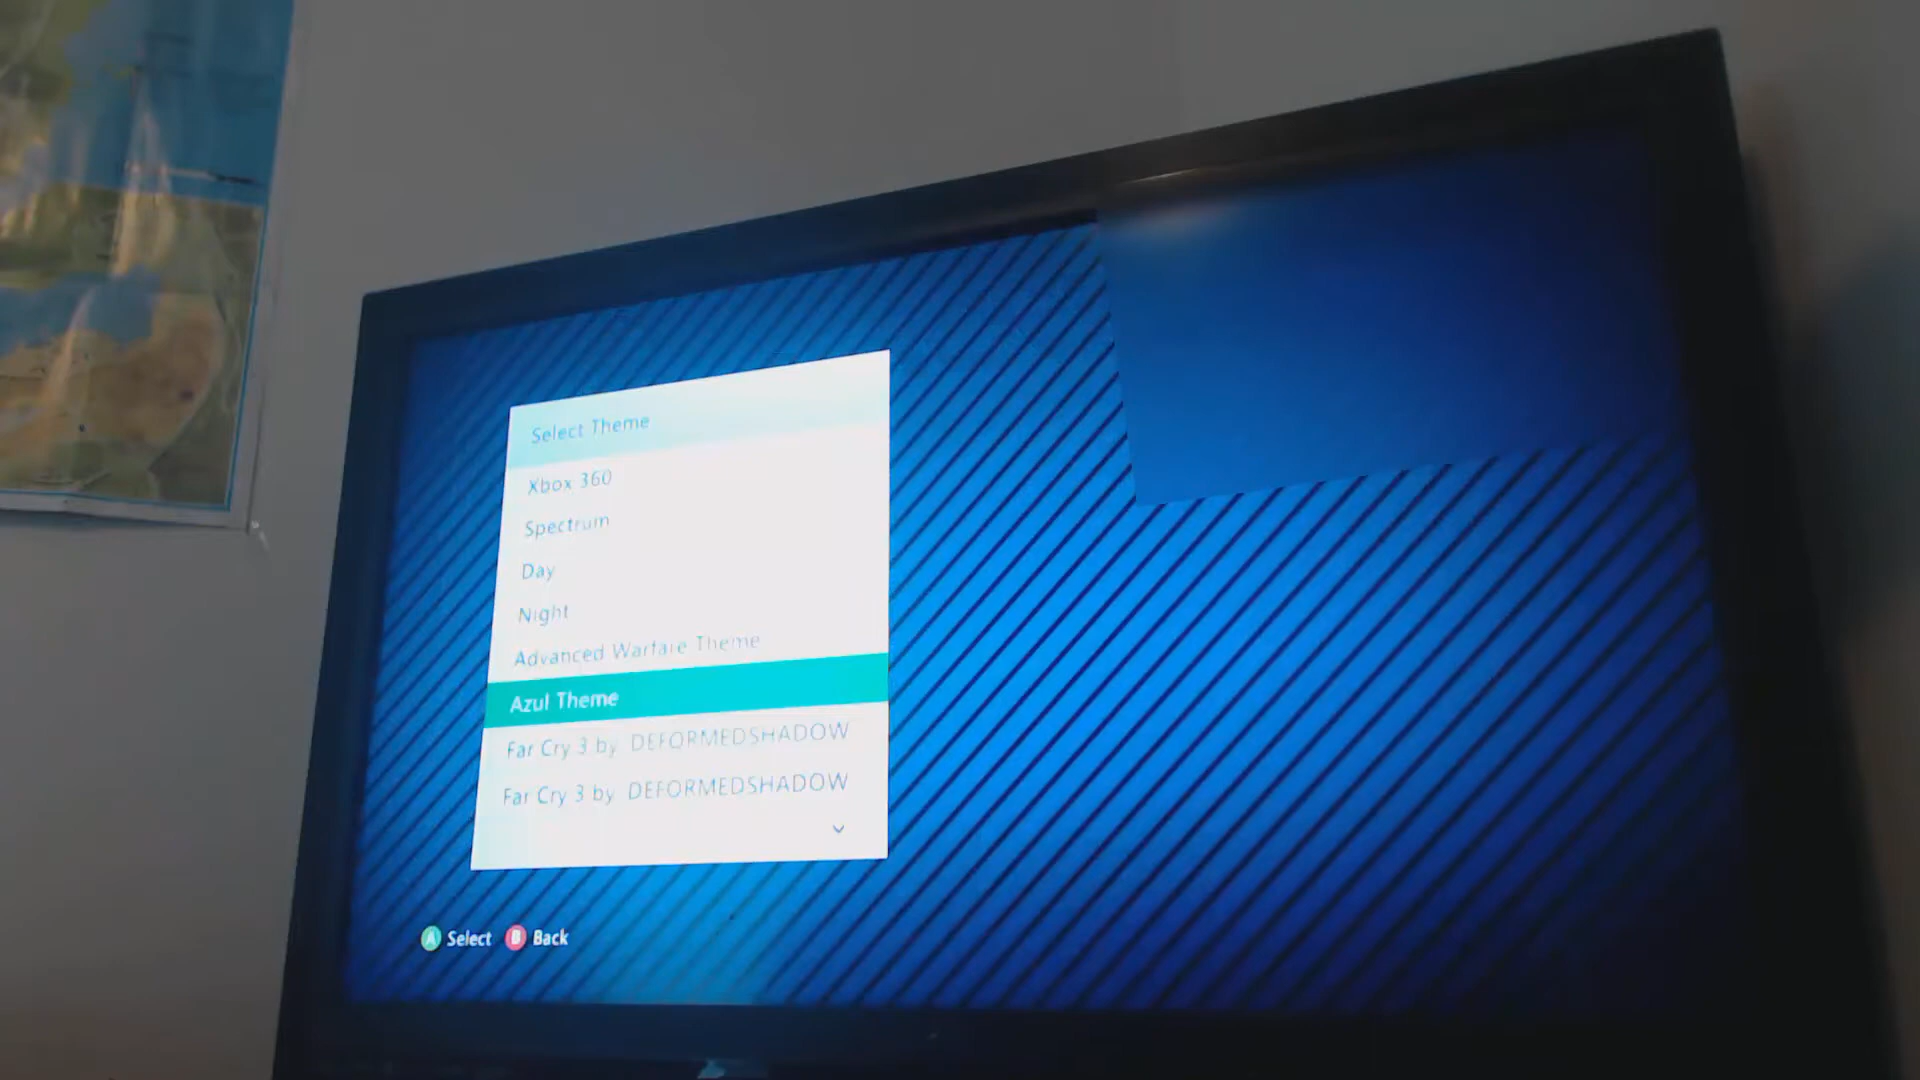 Select Theme
Xbox 360
Spectrum
Day
Night
Advanced Warfare Theme
Azul Theme
Far Cry 3 by DEFORMEDSHADOW
Far Cry 3 by DEFORMEDSHADOW
A Select B Back